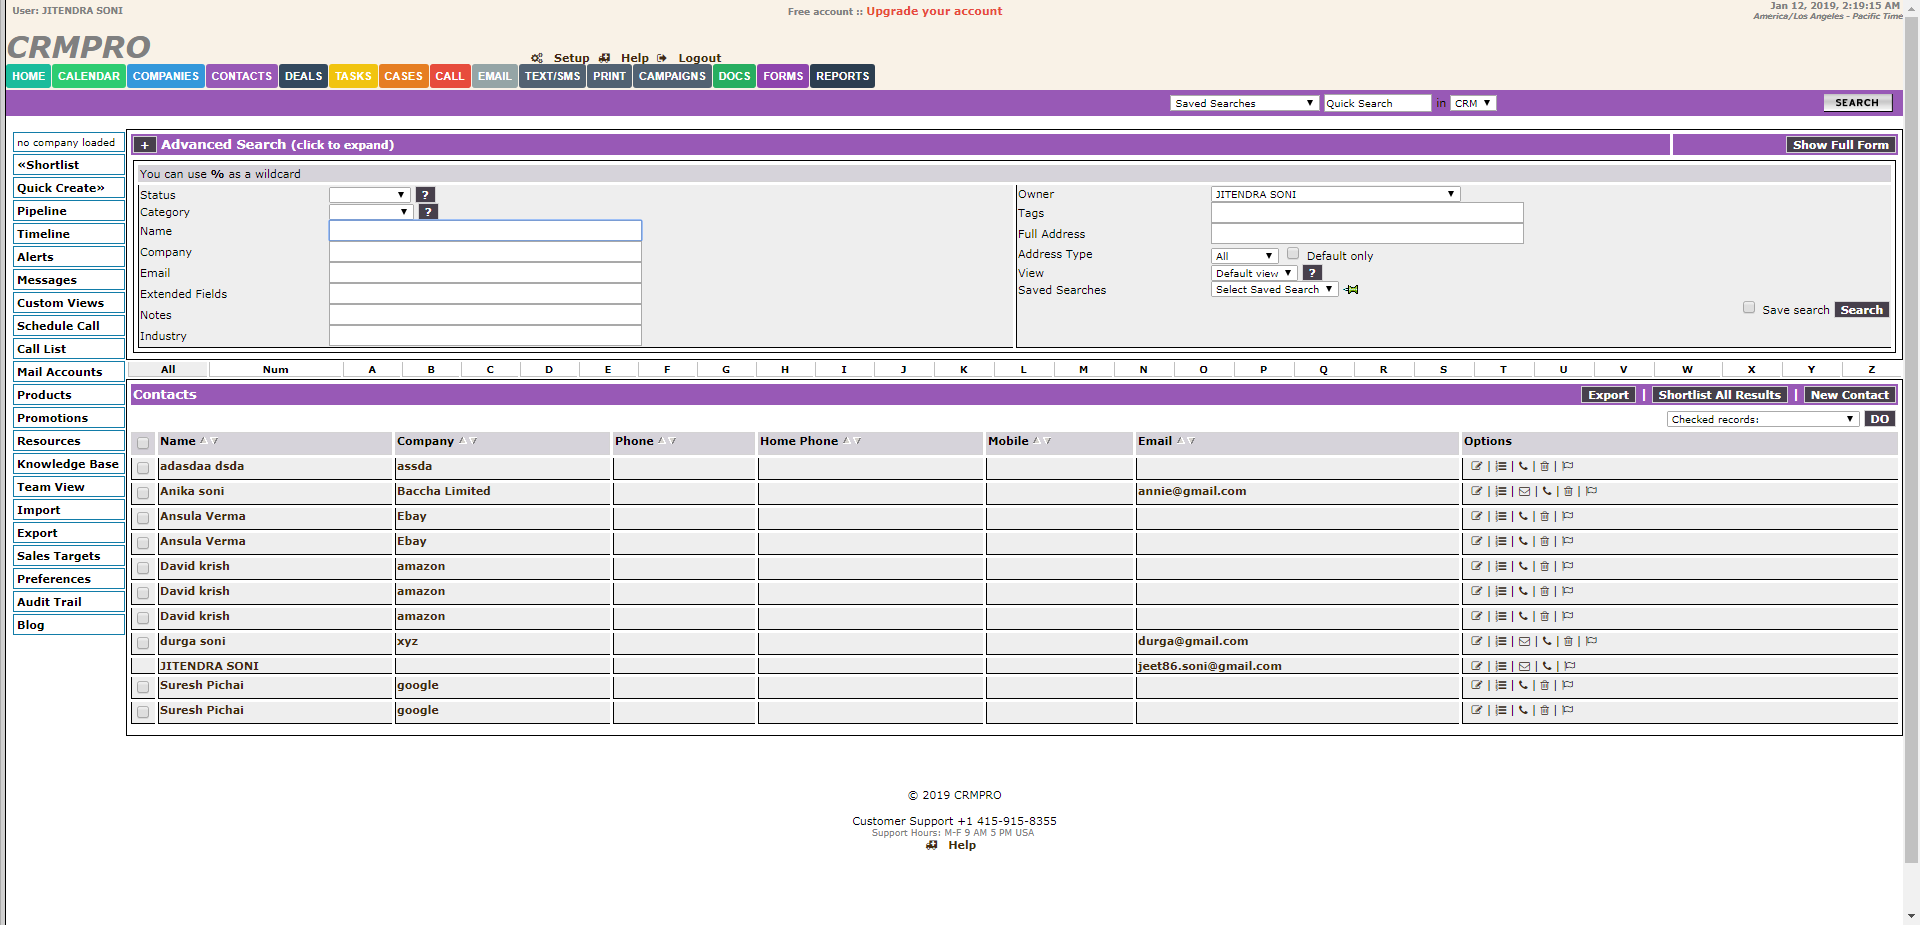 User: JITENDRA SONI
Free account :: Upgrade your account
Jan 12, 2019, 2:19:15 AM
America/Los Angeles - Pacific Time
CRMPRO
Setup Help Logout
HOME CALENDAR COMPANIES CONTACTS DEALS TASKS CASES CALL EMAIL TEXT/SMS PRINT CAMPAIGNS DOCS FORMS REPORTS
Saved Searches Quick Search in CRM SEARCH
no company loaded
«Shortlist
Quick Create»
Pipeline
Timeline
Alerts
Messages
Custom Views
Schedule Call
Call List
Mail Accounts
Products
Promotions
Resources
Knowledge Base
Team View
Import
Export
Sales Targets
Preferences
Audit Trail
Blog
+ Advanced Search (click to expand) Show Full Form
You can use % as a wildcard
Status ?
Category ?
Name
Company
Email
Extended Fields
Notes
Industry
Owner JITENDRA SONI
Tags
Full Address
Address Type All Default only
View Default view ?
Saved Searches Select Saved Search
Save search Search
All Num A B C D E F G H I J K L M N O P Q R S T U V W X Y Z
Contacts Export | Shortlist All Results | New Contact
Checked records: DO
Name Company Phone Home Phone Mobile Email Options
adasdaa dsda assda | | | |
Anika soni Baccha Limited annie@gmail.com | | | | |
Ansula Verma Ebay | | | |
Ansula Verma Ebay | | | |
David krish amazon | | | |
David krish amazon | | | |
David krish amazon | | | |
durga soni xyz durga@gmail.com | | | | |
JITENDRA SONI jeet86.soni@gmail.com | | | |
Suresh Pichai google | | | |
Suresh Pichai google | | | |
© 2019 CRMPRO
Customer Support +1 415-915-8355
Support Hours: M-F 9 AM 5 PM USA
Help